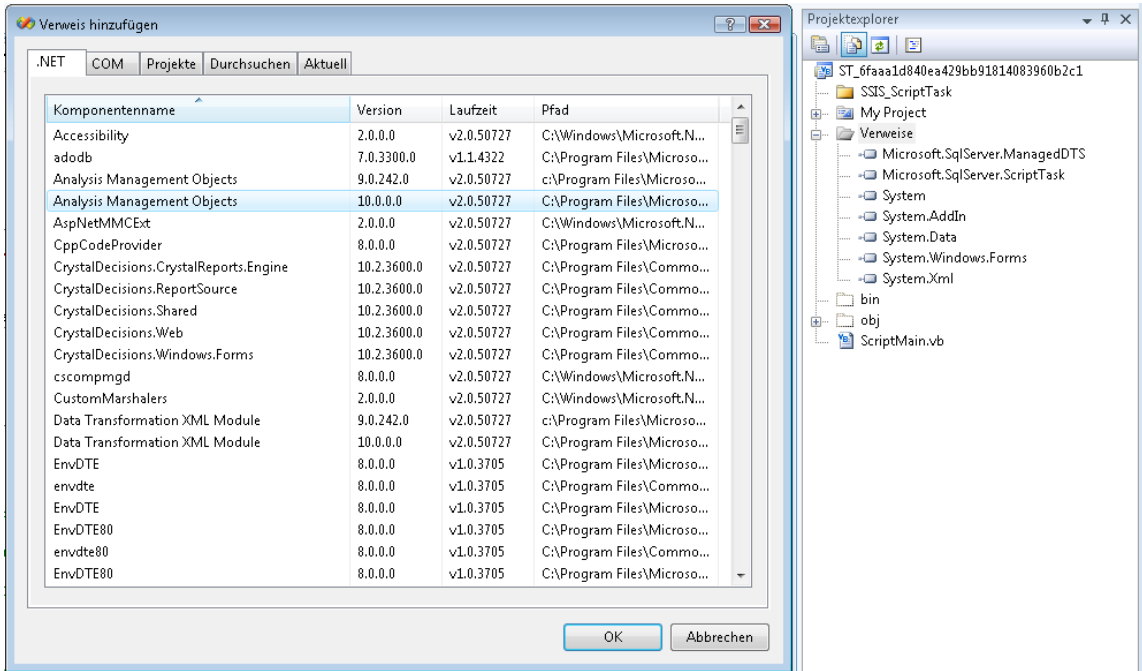 Verweis hinzufügen
.NET COM Projekte Durchsuchen Aktuell
Komponentenname Version Laufzeit Pfad
Accessibility 2.0.0.0 v2.0.50727 C:\Windows\Microsoft.N...
adodb 7.0.3300.0 v1.1.4322 C:\Program Files\Microso...
Analysis Management Objects 9.0.242.0 v2.0.50727 c:\Program Files\Microso...
Analysis Management Objects 10.0.0.0 v2.0.50727 C:\Program Files\Microso...
AspNetMMCExt 2.0.0.0 v2.0.50727 C:\Windows\Microsoft.N...
CppCodeProvider 8.0.0.0 v2.0.50727 C:\Program Files\Microso...
CrystalDecisions.CrystalReports.Engine 10.2.3600.0 v2.0.50727 C:\Program Files\Commo...
CrystalDecisions.ReportSource 10.2.3600.0 v2.0.50727 C:\Program Files\Commo...
CrystalDecisions.Shared 10.2.3600.0 v2.0.50727 C:\Program Files\Commo...
CrystalDecisions.Web 10.2.3600.0 v2.0.50727 C:\Program Files\Commo...
CrystalDecisions.Windows.Forms 10.2.3600.0 v2.0.50727 C:\Program Files\Commo...
cscompmgd 8.0.0.0 v2.0.50727 C:\Windows\Microsoft.N...
CustomMarshalers 2.0.0.0 v2.0.50727 C:\Windows\Microsoft.N...
Data Transformation XML Module 9.0.242.0 v2.0.50727 c:\Program Files\Microso...
Data Transformation XML Module 10.0.0.0 v2.0.50727 C:\Program Files\Microso...
EnvDTE 8.0.0.0 v1.0.3705 C:\Program Files\Microso...
envdte 8.0.0.0 v1.0.3705 C:\Program Files\Commo...
EnvDTE 8.0.0.0 v1.0.3705 C:\Program Files\Microso...
EnvDTE80 8.0.0.0 v1.0.3705 C:\Program Files\Microso...
envdte80 8.0.0.0 v1.0.3705 C:\Program Files\Commo...
EnvDTE80 8.0.0.0 v1.0.3705 C:\Program Files\Microso...
OK Abbrechen
Projektexplorer
ST_6faaa1d840ea429bb91814083960b2c1
SSIS_ScriptTask
My Project
Verweise
Microsoft.SqlServer.ManagedDTS
Microsoft.SqlServer.ScriptTask
System
System.AddIn
System.Data
System.Windows.Forms
System.Xml
bin
obj
ScriptMain.vb